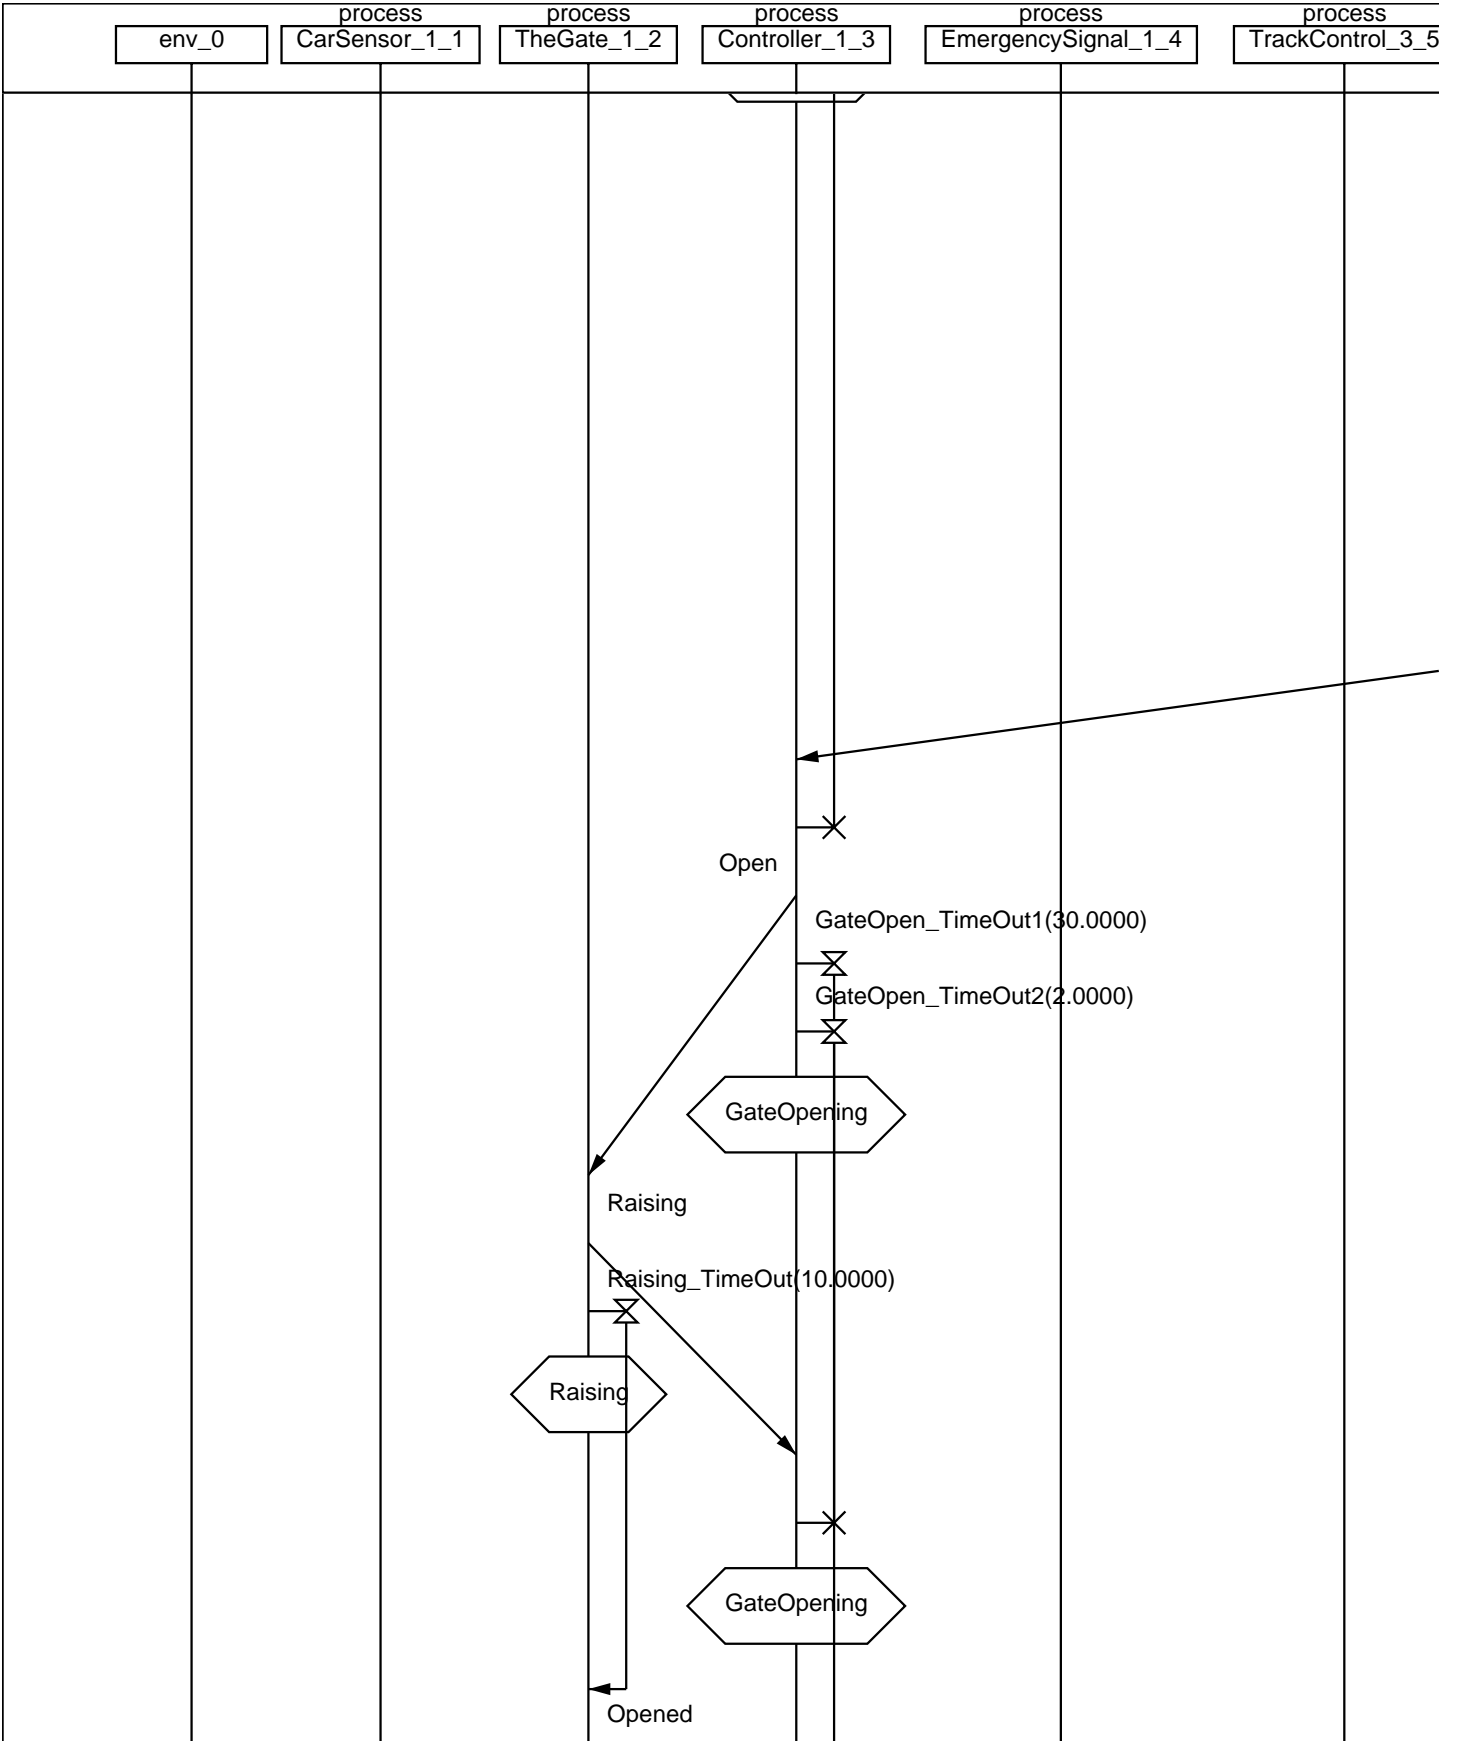 process process process process process
env_0 CarSensor_1_1 TheGate_1_2 Controller_1_3 EmergencySignal_1_4 TrackControl_3_5
Open
GateOpen_TimeOut1(30.0000)
GateOpen_TimeOut2(2.0000)
GateOpening
Raising
Raising_TimeOut(10.0000)
Raising
GateOpening
Opened